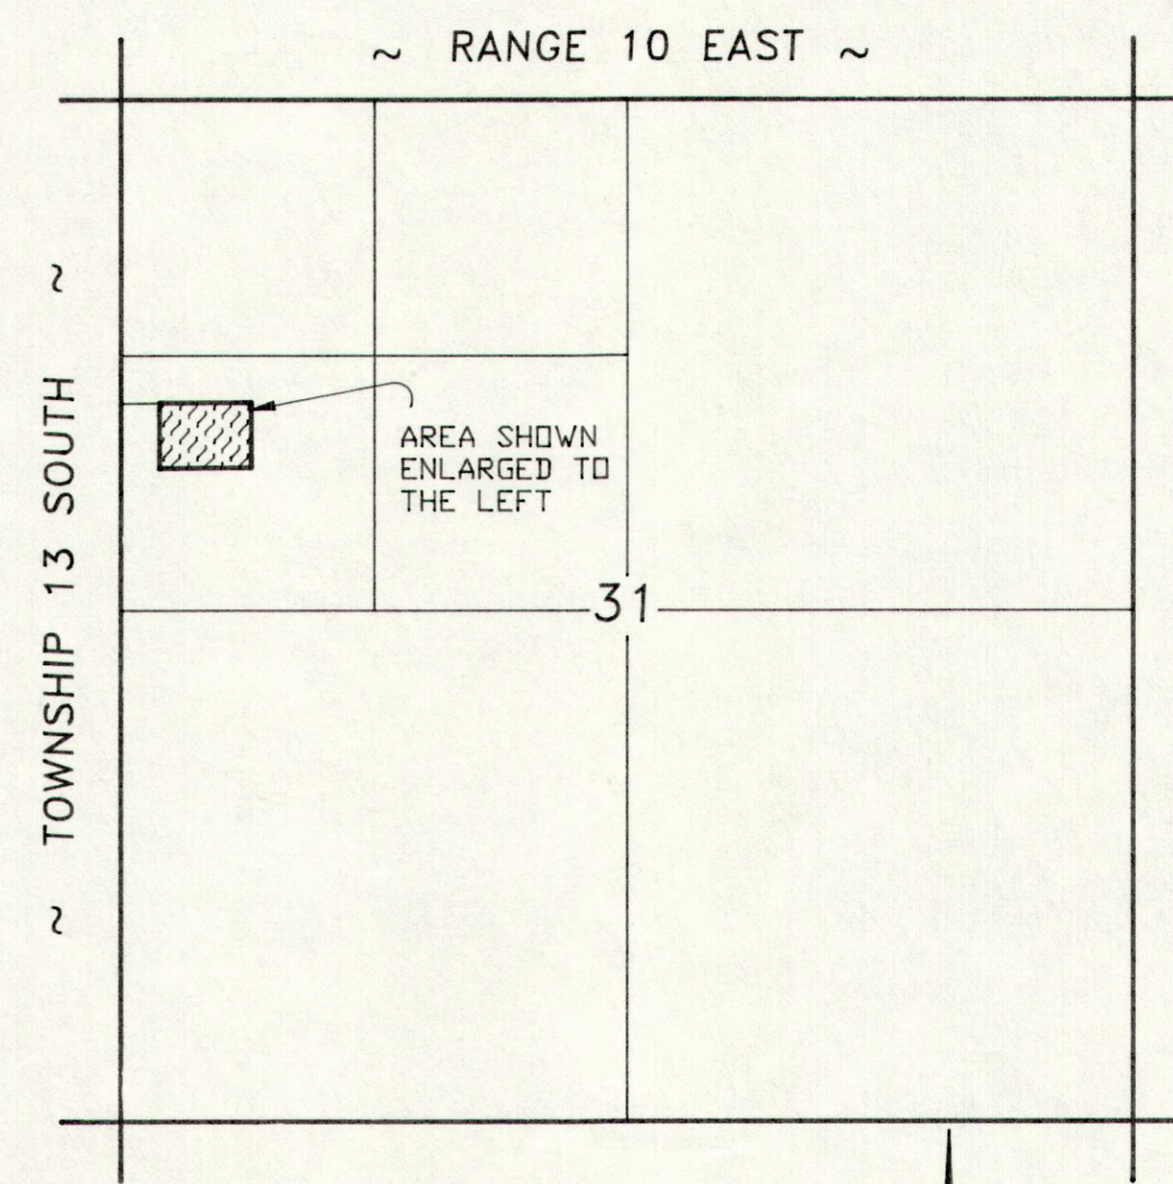 ~ RANGE 10 EAST ~
~ TOWNSHIP 13 SOUTH ~
AREA SHOWN
ENLARGED TO
THE LEFT
31